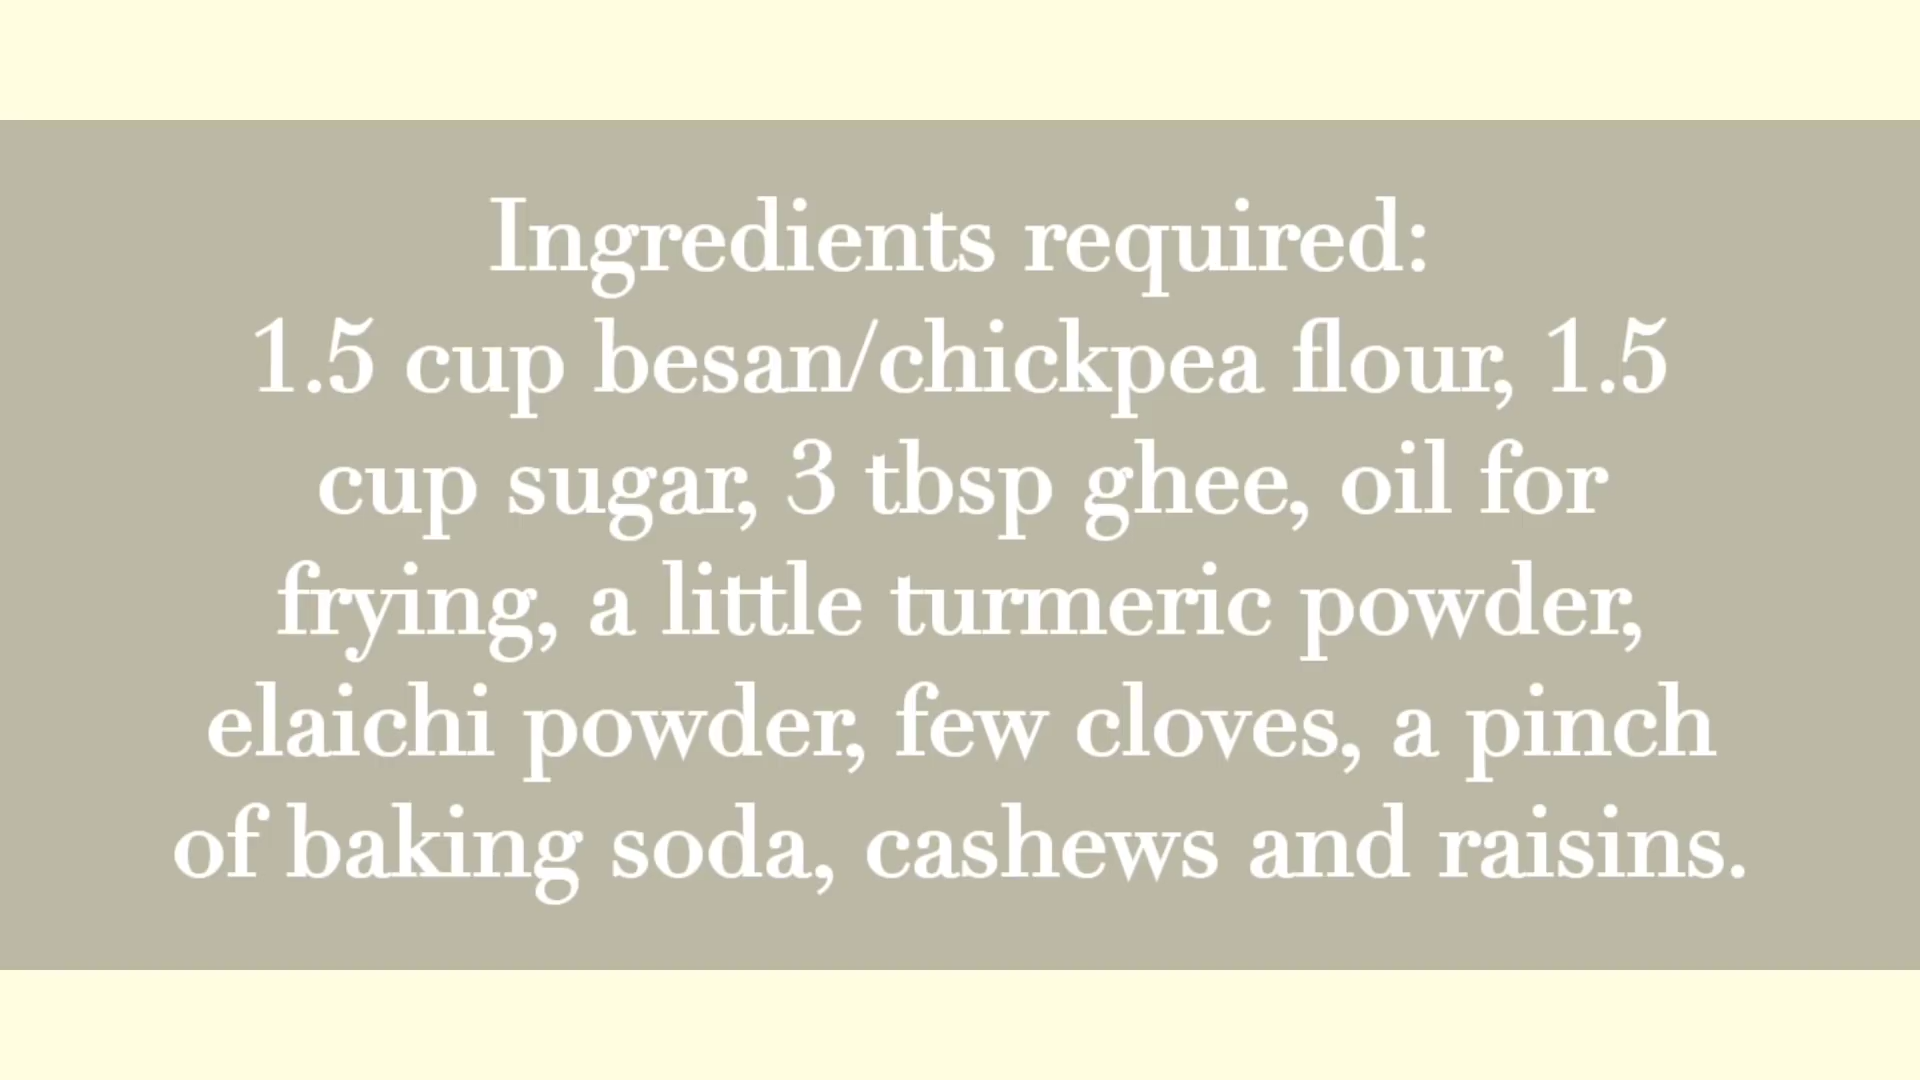 Ingredients required:
1.5 cup besan/chickpea flour, 1.5
cup sugar, 3 tbsp ghee, oil for
frying, a little turmeric powder,
elaichi powder, few cloves, a pinch
of baking soda, cashews and raisins.